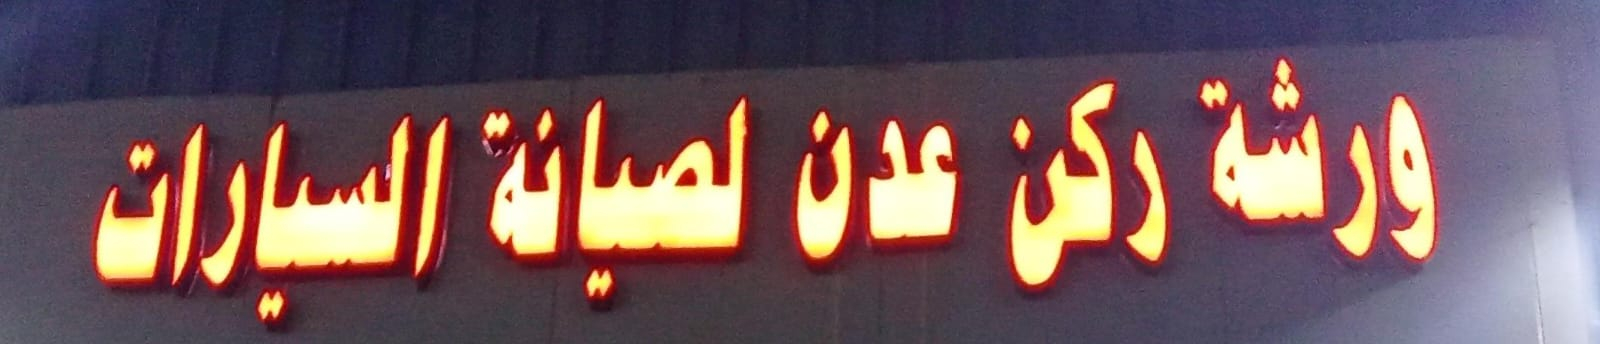 ورشة ركن عدن لصيانة السيارات